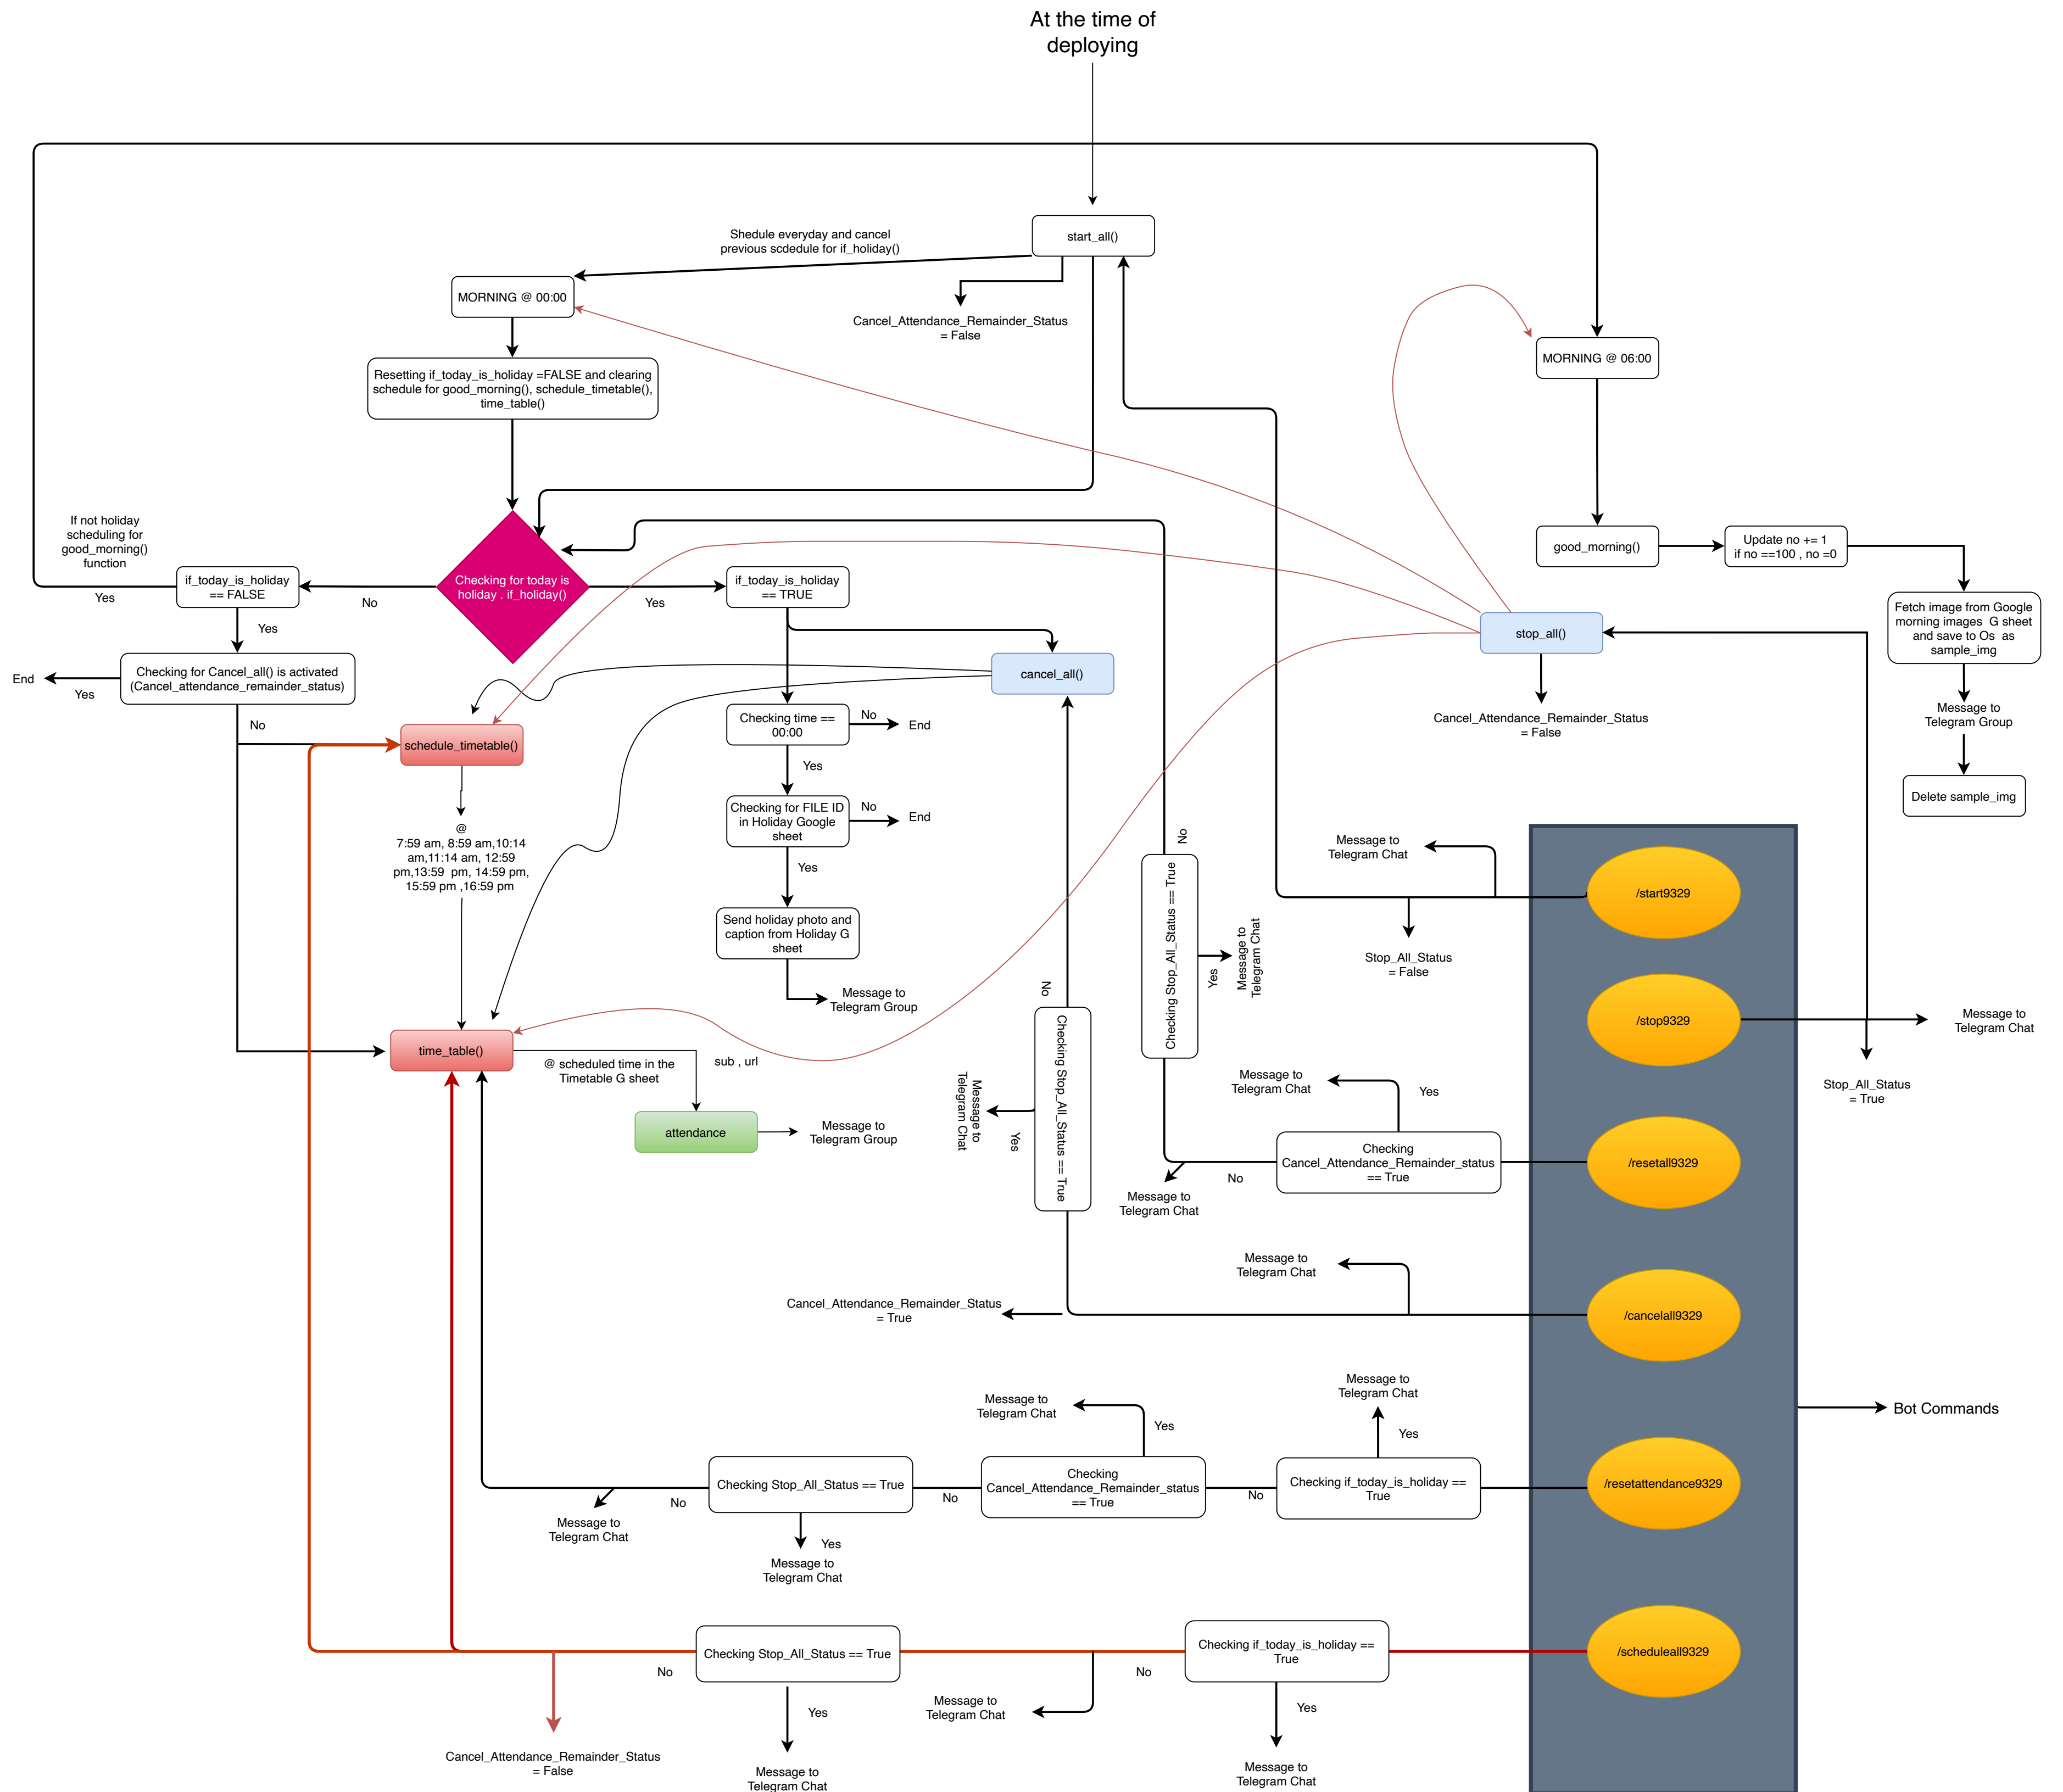 At the time of
deploying
start_all()
Shedule everyday and cancel
previous scdedule for if_holiday()
MORNING @ 00:00
Cancel_Attendance_Remainder_Status
= False
MORNING @ 06:00
Resetting if_today_is_holiday =FALSE and clearing
schedule for good_morning(), schedule_timetable(),
time_table()
If not holiday
scheduling for
good_morning()
function
good_morning()
Update no += 1
if no ==100 , no =0
if_today_is_holiday
== FALSE
Yes
No
Checking for today is
holiday . if_holiday()
Yes
if_today_is_holiday
== TRUE
Yes
stop_all()
Fetch image from Google
morning images  G sheet
and save to Os  as
sample_img
End
Yes
Checking for Cancel_all() is activated
(Cancel_attendance_remainder_status)
No
cancel_all()
Checking time ==
00:00
No
End
Cancel_Attendance_Remainder_Status
= False
Message to
Telegram Group
schedule_timetable()
Yes
Delete sample_img
Checking for FILE ID
in Holiday Google
sheet
No
End
@
7:59 am, 8:59 am,10:14
am,11:14 am, 12:59
pm,13:59  pm, 14:59 pm,
15:59 pm ,16:59 pm
Yes
No
Message to
Telegram Chat
/start9329
Send holiday photo and
caption from Holiday G
sheet
Checking Stop_All_Status == True
Yes
Message to
Telegram Chat
Stop_All_Status
= False
Message to
Telegram Group
No
/stop9329
Message to
Telegram Chat
time_table()
@ scheduled time in the
Timetable G sheet
sub , url
Message to
Telegram Chat
Yes
Checking Stop_All_Status == True
Message to
Telegram Chat
Yes
Stop_All_Status
= True
attendance
Message to
Telegram Group
Checking
Cancel_Attendance_Remainder_status
== True
/resetall9329
No
Message to
Telegram Chat
Message to
Telegram Chat
Cancel_Attendance_Remainder_Status
= True
/cancelall9329
Message to
Telegram Chat
Yes
Message to
Telegram Chat
Yes
Bot Commands
Checking Stop_All_Status == True
Checking
Cancel_Attendance_Remainder_status
== True
Checking if_today_is_holiday ==
True
/resetattendance9329
No
No
No
Message to
Telegram Chat
Yes
Message to
Telegram Chat
Checking Stop_All_Status == True
Checking if_today_is_holiday ==
True
/scheduleall9329
No
No
Message to
Telegram Chat
Yes
Yes
Cancel_Attendance_Remainder_Status
= False
Message to
Telegram Chat
Message to
Telegram Chat